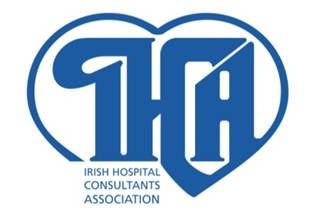 IHCA
IRISH HOSPITAL
CONSULTANTS
ASSOCIATION